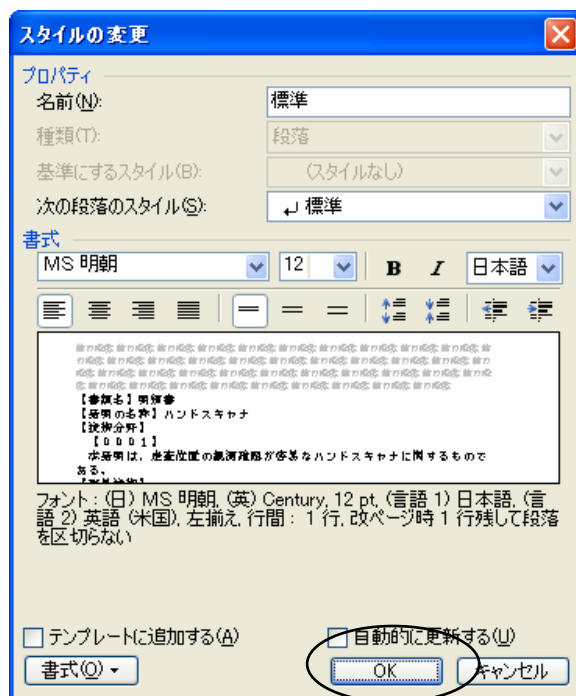 スタイルの変更
プロパティ
名前(N):
標準
種類(T):
段落
基準にするスタイル(B):
(スタイルなし)
次の段落のスタイル(S):
標準
書式
MS 明朝
12
B
I
日本語
【書類名】明細書
【発明の名称】ハンドスキャナ
【技術分野】
【0001】
本発明は、走査位置の観測確認が容易なハンドスキャナに関するもので
ある。
フォント : (日) MS 明朝, (英) Century, 12 pt, (言語 1) 日本語, (言
語 2) 英語 (米国), 左揃え, 行間 : 1 行, 改ページ時 1 行残して段落
を区切らない
テンプレートに追加する(A)
自動的に更新する(U)
書式(O)
OK
キャンセル